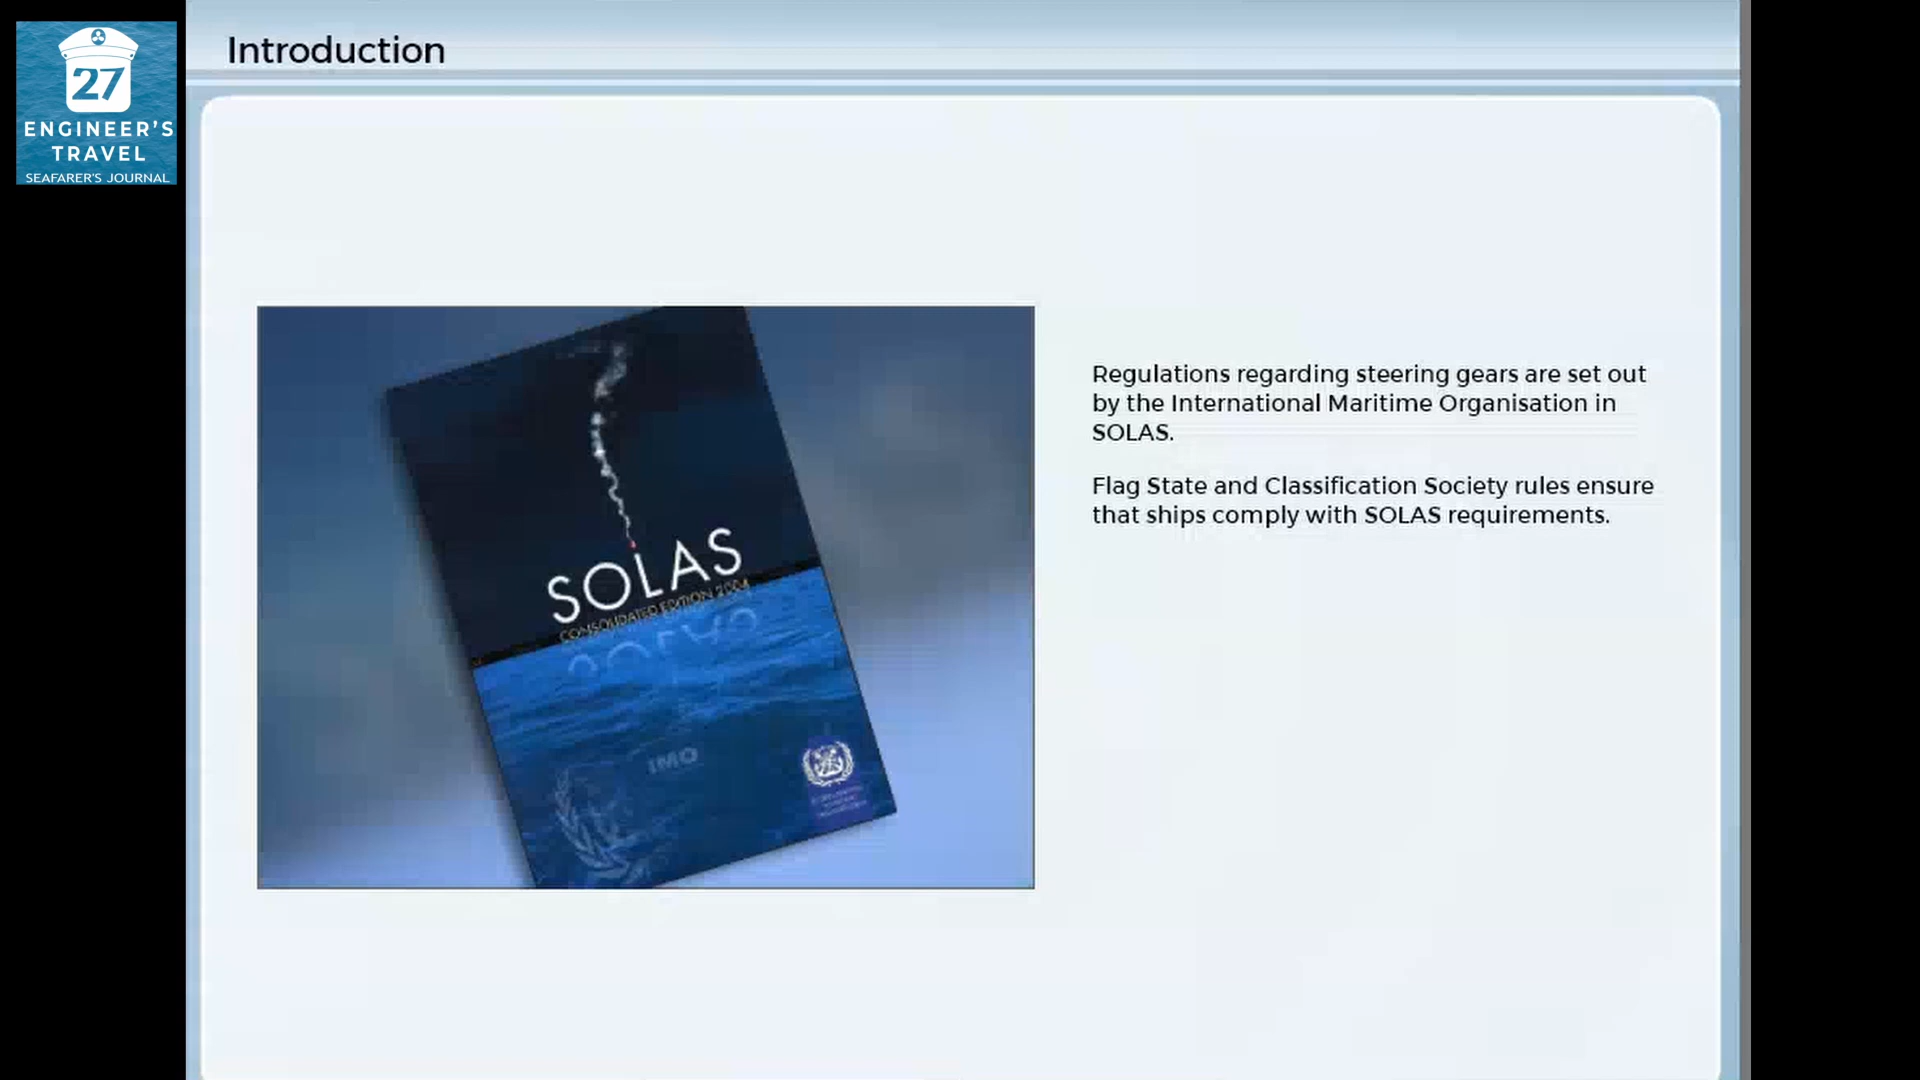 27
ENGINEER'S
TRAVEL
SEAFARER'S JOURNAL
Introduction
SOLAS
CONSOLIDATED EDITION 2004
IMO
Regulations regarding steering gears are set out
by the International Maritime Organisation in
SOLAS.
Flag State and Classification Society rules ensure
that ships comply with SOLAS requirements.